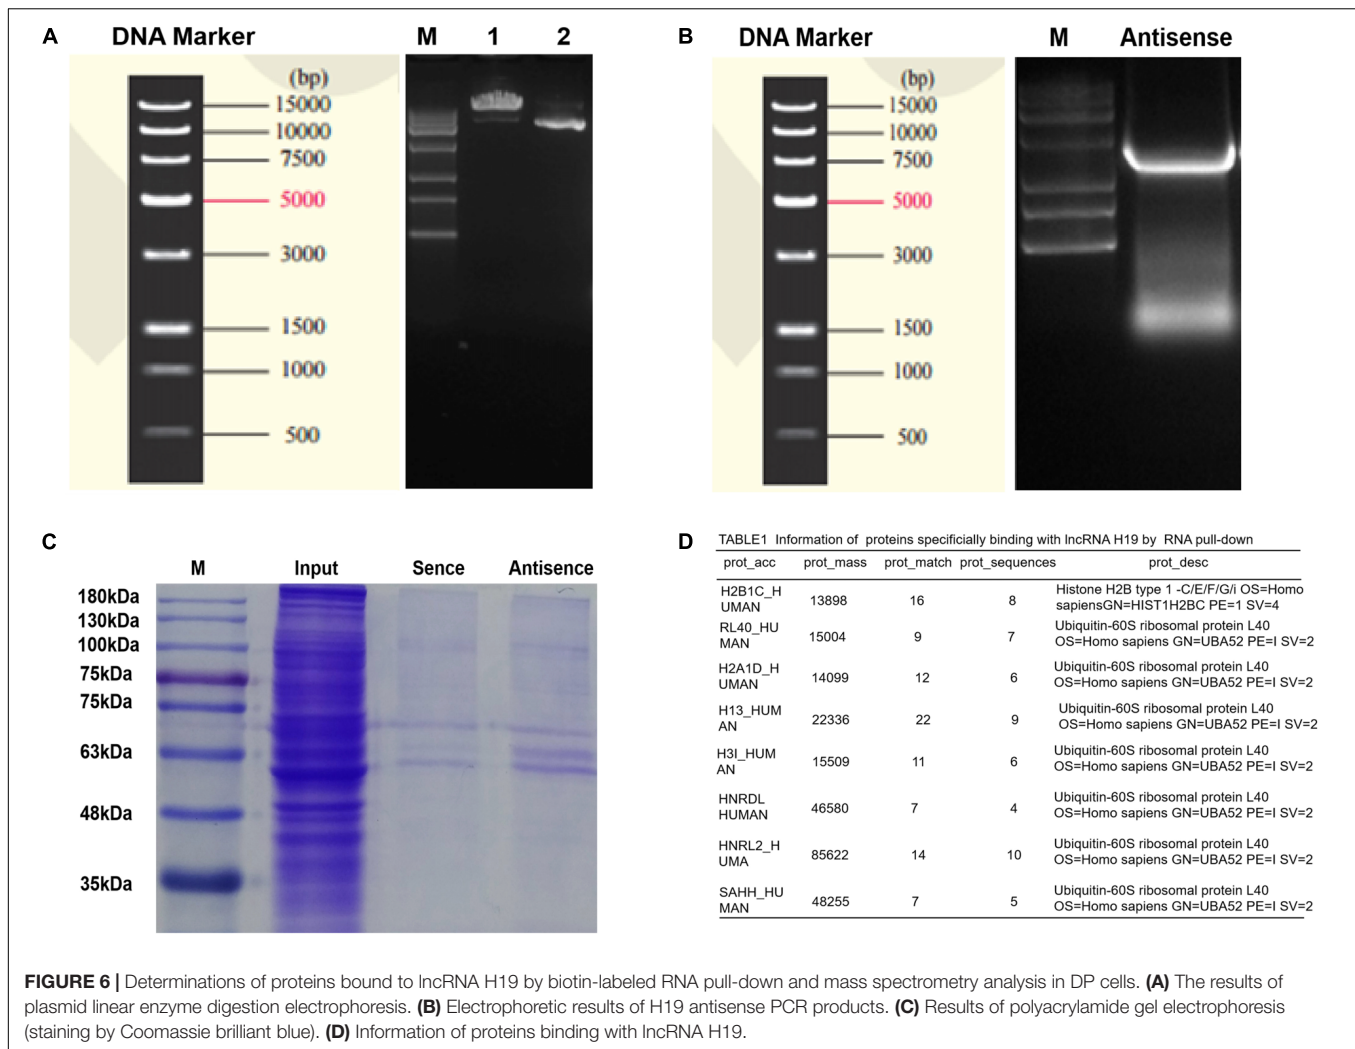 A
DNA Marker
(bp)
15000
10000
7500
5000
3000
1500
1000
500
M 1 2
B
DNA Marker
(bp)
15000
10000
7500
5000
3000
1500
1000
500
M Antisense
C
M Input Sence Antisence
180kDa
130kDa
100kDa
75kDa
75kDa
63kDa
48kDa
35kDa
D
TABLE1 Information of proteins specificially binding with lncRNA H19 by RNA pull-down
prot_acc prot_mass prot_match prot_sequences prot_desc
H2B1C_H
UMAN 13898 16 8 Histone H2B type 1 -C/E/F/G/i OS=Homo
sapiensGN=HIST1H2BC PE=1 SV=4
RL40_HU
MAN 15004 9 7 Ubiquitin-60S ribosomal protein L40
OS=Homo sapiens GN=UBA52 PE=I SV=2
H2A1D_H
UMAN 14099 12 6 Ubiquitin-60S ribosomal protein L40
OS=Homo sapiens GN=UBA52 PE=I SV=2
H13_HUM
AN 22336 22 9 Ubiquitin-60S ribosomal protein L40
OS=Homo sapiens GN=UBA52 PE=I SV=2
H3I_HUM
AN 15509 11 6 Ubiquitin-60S ribosomal protein L40
OS=Homo sapiens GN=UBA52 PE=I SV=2
HNRDL
HUMAN 46580 7 4 Ubiquitin-60S ribosomal protein L40
OS=Homo sapiens GN=UBA52 PE=I SV=2
HNRL2_H
UMA 85622 14 10 Ubiquitin-60S ribosomal protein L40
OS=Homo sapiens GN=UBA52 PE=I SV=2
SAHH_HU
MAN 48255 7 5 Ubiquitin-60S ribosomal protein L40
OS=Homo sapiens GN=UBA52 PE=I SV=2
FIGURE 6 | Determinations of proteins bound to lncRNA H19 by biotin-labeled RNA pull-down and mass spectrometry analysis in DP cells. (A) The results of
plasmid linear enzyme digestion electrophoresis. (B) Electrophoretic results of H19 antisense PCR products. (C) Results of polyacrylamide gel electrophoresis
(staining by Coomassie brilliant blue). (D) Information of proteins binding with lncRNA H19.